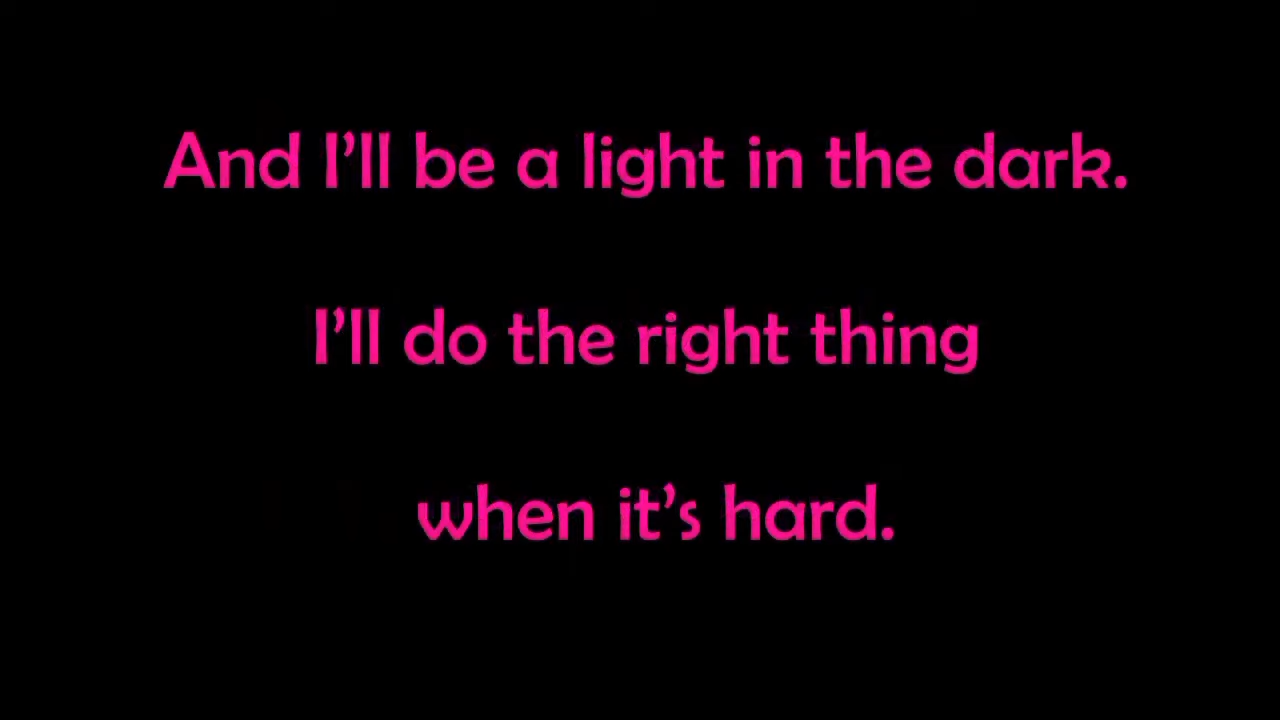 And I’ll be a light in the dark.
I’ll do the right thing
when it’s hard.